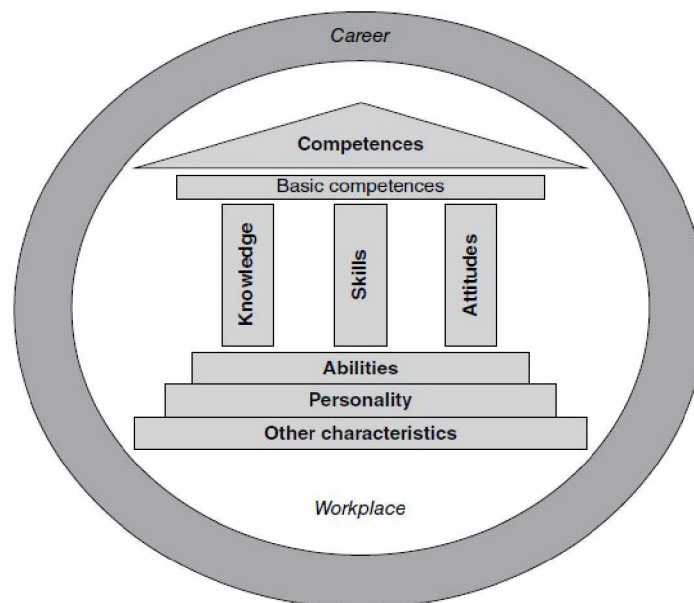 Career
Competences
Basic competences
Knowledge
Skills
Attitudes
Abilities
Personality
Other characteristics
Workplace